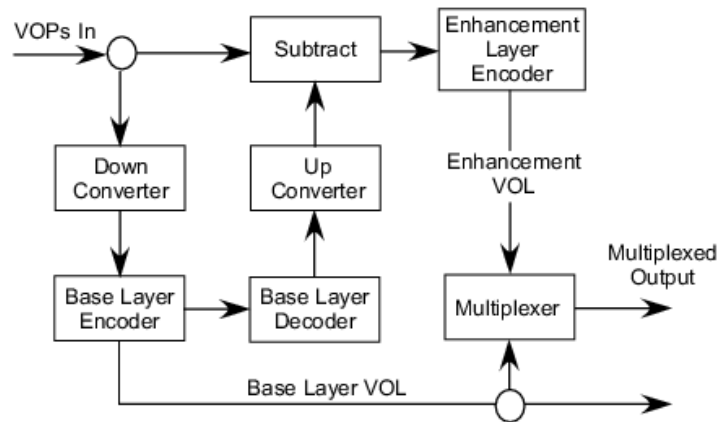 VOPs In
Subtract
Enhancement
Layer
Encoder
Down
Converter
Up
Converter
Enhancement
VOL
Base Layer
Encoder
Base Layer
Decoder
Multiplexer
Multiplexed
Output
Base Layer VOL